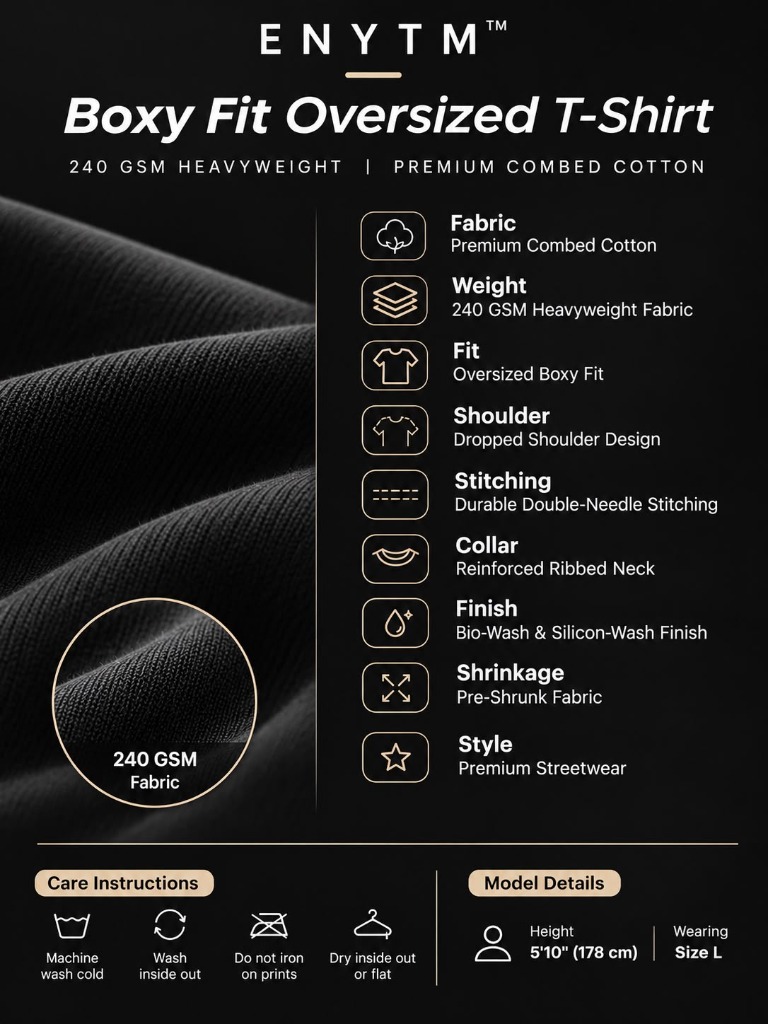 ENYTM™
Boxy Fit Oversized T-Shirt
240 GSM HEAVYWEIGHT | PREMIUM COMBED COTTON
Fabric
Premium Combed Cotton
Weight
240 GSM Heavyweight Fabric
Fit
Oversized Boxy Fit
Shoulder
Dropped Shoulder Design
Stitching
Durable Double-Needle Stitching
Collar
Reinforced Ribbed Neck
Finish
Bio-Wash & Silicon-Wash Finish
Shrinkage
Pre-Shrunk Fabric
Style
Premium Streetwear
240 GSM
Fabric
Care Instructions
Machine
wash cold
Wash
inside out
Do not iron
on prints
Dry inside out
or flat
Model Details
Height
5'10" (178 cm)
Wearing
Size L